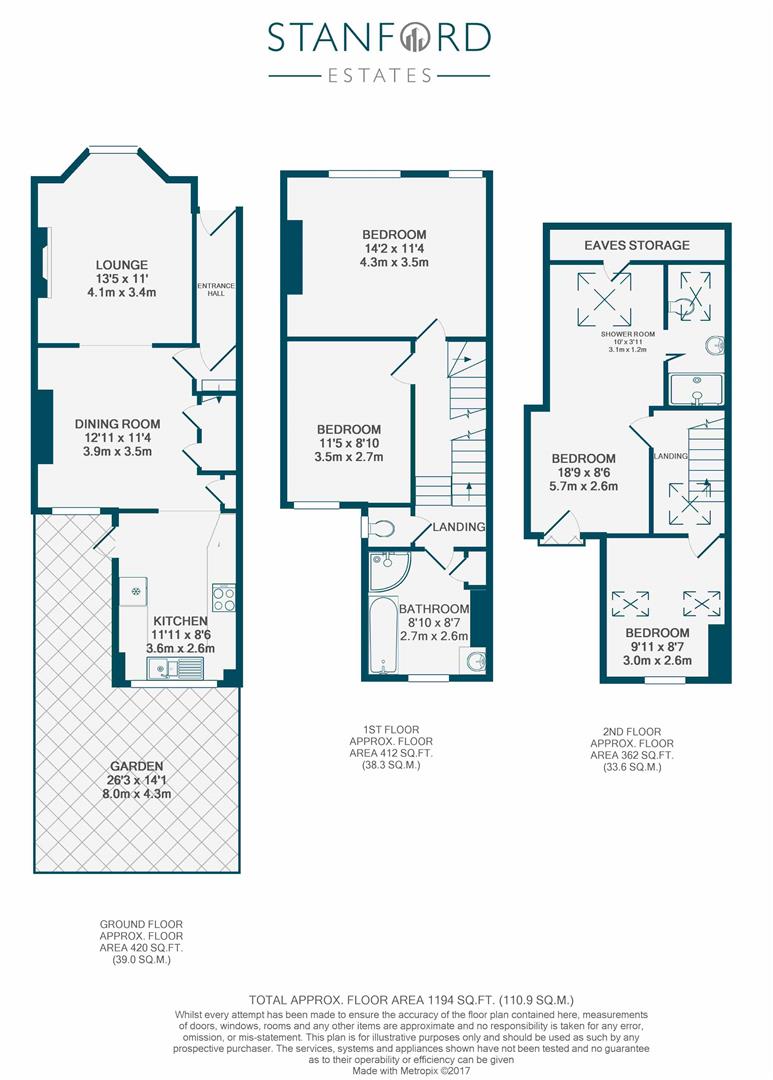 STANFORD
ESTATES
LOUNGE
13'5 x 11'
4.1m x 3.4m
ENTRANCE
HALL
DINING ROOM
12'11 x 11'4
3.9m x 3.5m
KITCHEN
11'11 x 8'6
3.6m x 2.6m
GARDEN
26'3 x 14'1
8.0m x 4.3m
GROUND FLOOR
APPROX. FLOOR
AREA 420 SQ.FT.
(39.0 SQ.M.)
BEDROOM
14'2 x 11'4
4.3m x 3.5m
BEDROOM
11'5 x 8'10
3.5m x 2.7m
LANDING
BATHROOM
8'10 x 8'7
2.7m x 2.6m
1ST FLOOR
APPROX. FLOOR
AREA 412 SQ.FT.
(38.3 SQ.M.)
EAVES STORAGE
SHOWER ROOM
10' x 3'11
3.1m x 1.2m
BEDROOM
18'9 x 8'6
5.7m x 2.6m
LANDING
BEDROOM
9'11 x 8'7
3.0m x 2.6m
2ND FLOOR
APPROX. FLOOR
AREA 362 SQ.FT.
(33.6 SQ.M.)
TOTAL APPROX. FLOOR AREA 1194 SQ.FT. (110.9 SQ.M.)
Whilst every attempt has been made to ensure the accuracy of the floor plan contained here, measurements
of doors, windows, rooms and any other items are approximate and no responsibility is taken for any error,
omission, or mis-statement. This plan is for illustrative purposes only and should be used as such by any
prospective purchaser. The services, systems and appliances shown have not been tested and no guarantee
as to their operability or efficiency can be given
Made with Metropix ©2017